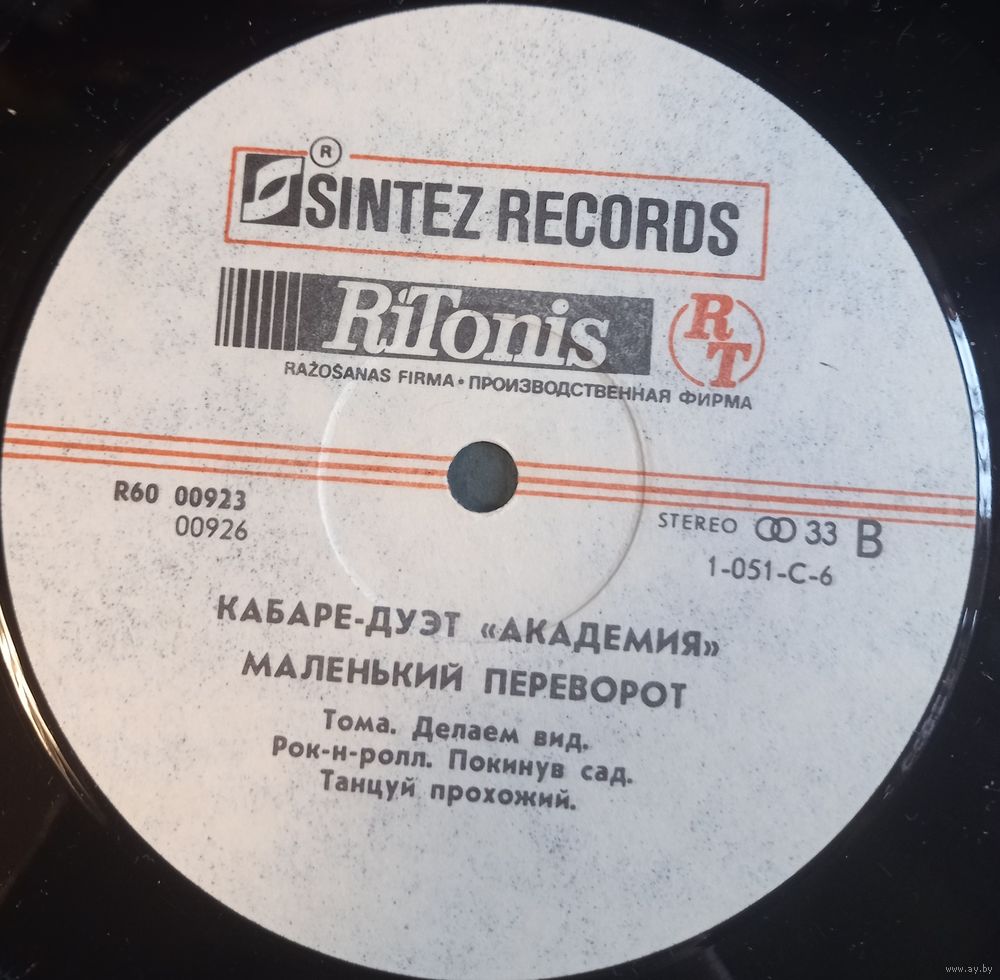 ®
SINTEZ RECORDS
RiTonis
RT
RAŽOŠANAS FIRMA • ПРОИЗВОДСТВЕННАЯ ФИРМА
R60 00923
00926
STEREO 33 B
1-051-C-6
КАБАРЕ-ДУЭТ «АКАДЕМИЯ»
МАЛЕНЬКИЙ ПЕРЕВОРОТ
Тома. Делаем вид.
Рок-н-ролл. Покинув сад.
Танцуй прохожий.
www.ay.by